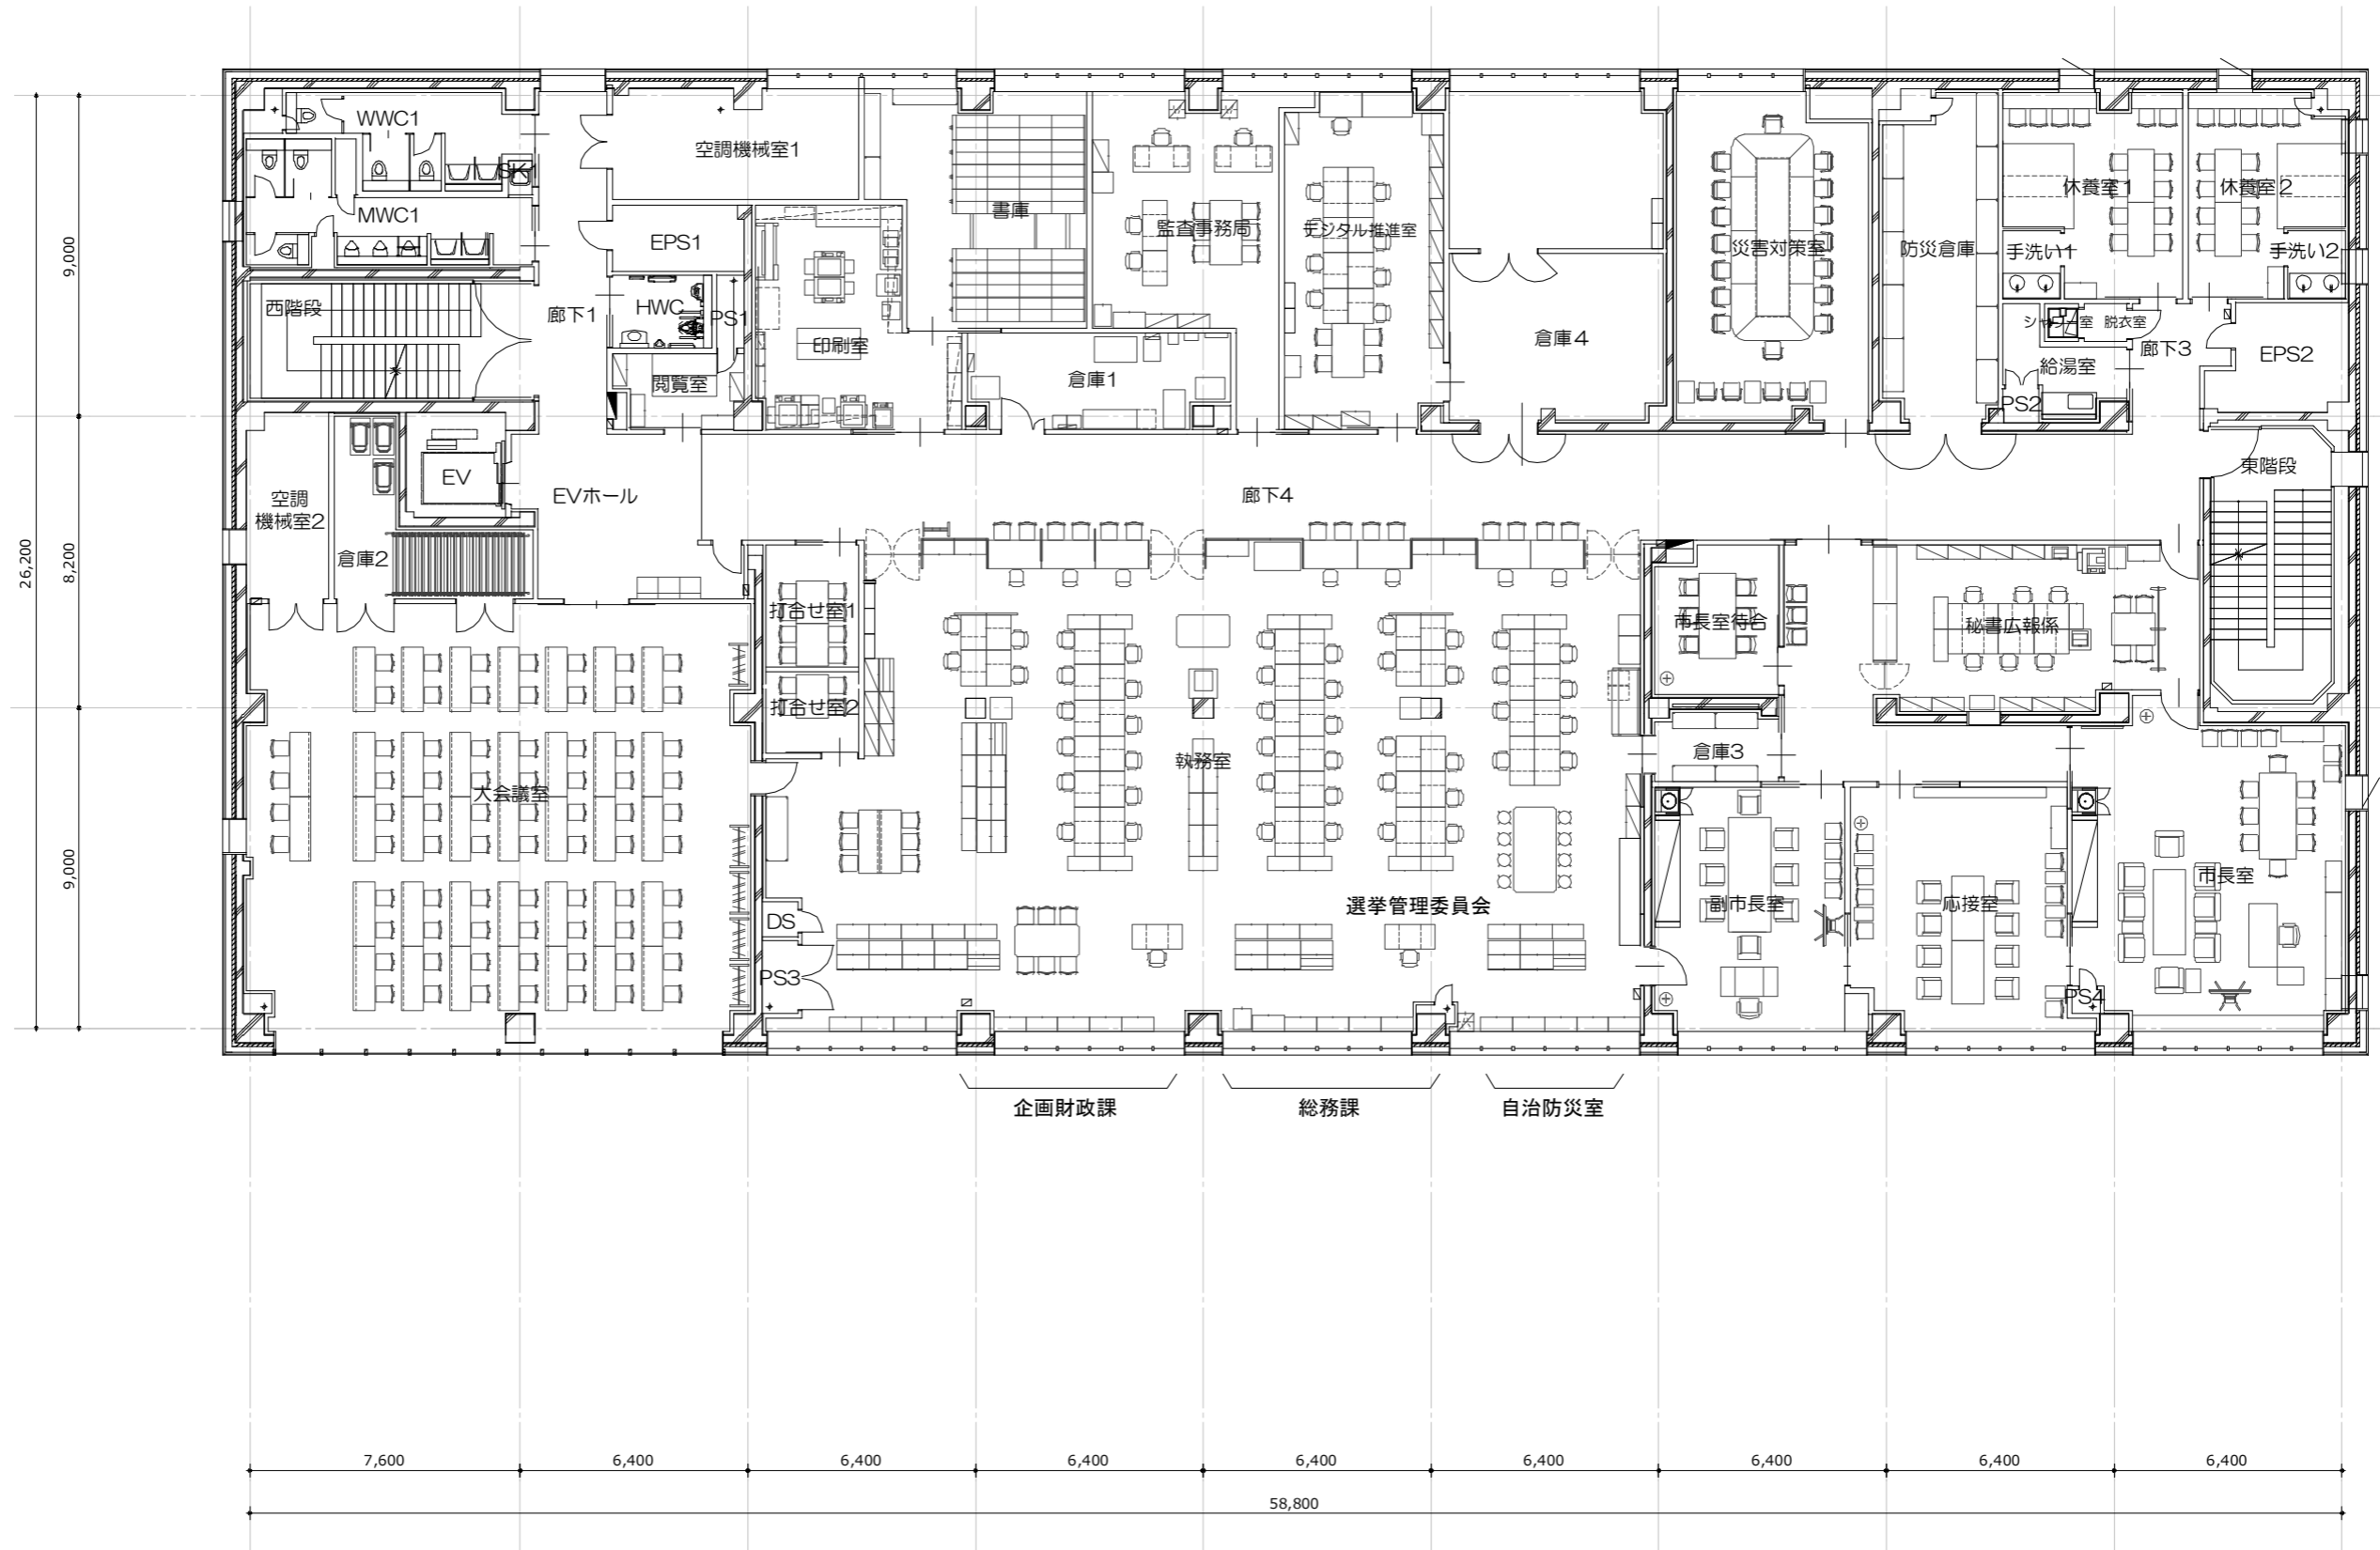 WWC1
SK1
MWC1
西階段
空調機械室1
EPS1
廊下1
HWC
PS1
閲覧室
印刷室
書庫
倉庫1
監査事務局
デジタル推進室
倉庫4
災害対策室
防災倉庫
休養室1
休養室2
手洗い1
手洗い2
シャワー室
脱衣室
給湯室
廊下3
PS2
EPS2
東階段
空調
機械室2
倉庫2
EV
EVホール
廊下4
打合せ室1
打合せ室2
大会議室
執務室
選挙管理委員会
DS
PS3
市長室待合
秘書広報係
倉庫3
副市長室
応接室
市長室
PS4
企画財政課
総務課
自治防災室
9,000
8,200
9,000
26,200
7,600
6,400
6,400
6,400
6,400
6,400
6,400
6,400
6,400
58,800